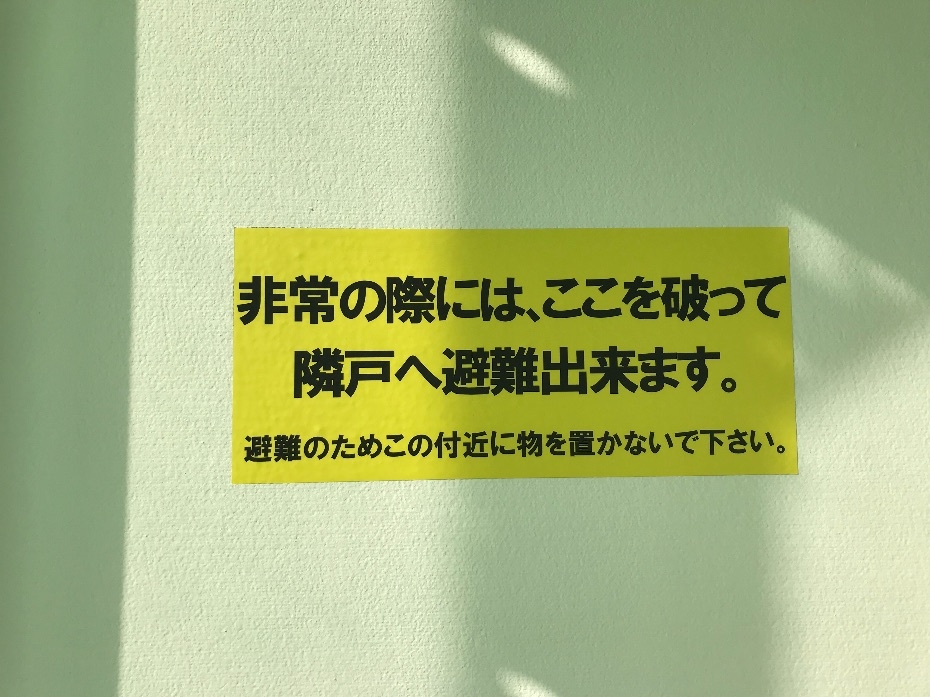 非常の際には、ここを破って
隣戸へ避難出来ます。
避難のためこの付近に物を置かないで下さい。